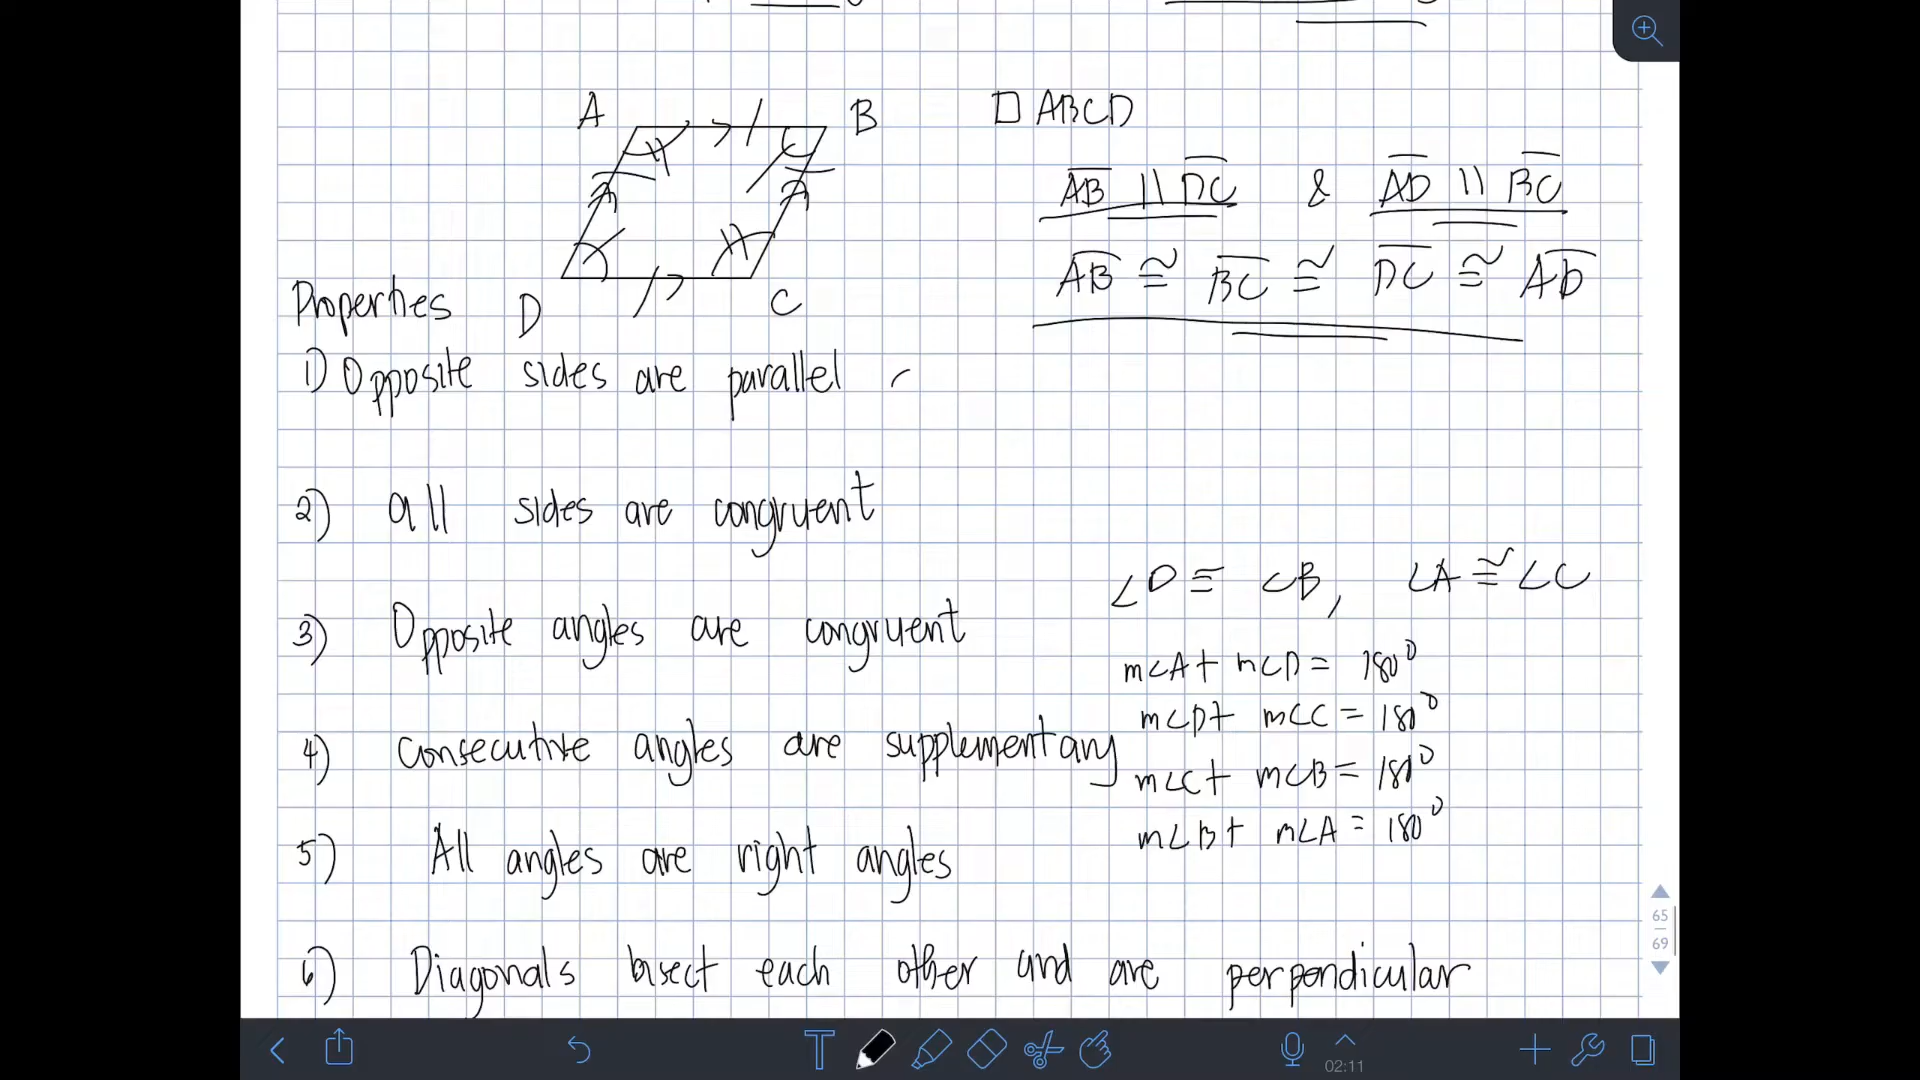 A B
D C
□ ABCD
AB || DC & AD || BC
AB ≅ BC ≅ DC ≅ AD
Properties
1) Opposite sides are parallel
2) all sides are congruent
∠D ≅ ∠B, ∠A ≅ ∠C
3) Opposite angles are congruent
m∠A + m∠D = 180°
m∠D + m∠C = 180°
4) Consecutive angles are supplementary
m∠C + m∠B = 180°
m∠B + m∠A = 180°
5) All angles are right angles
6) Diagonals bisect each other and are perpendicular
65
69
T
02:11